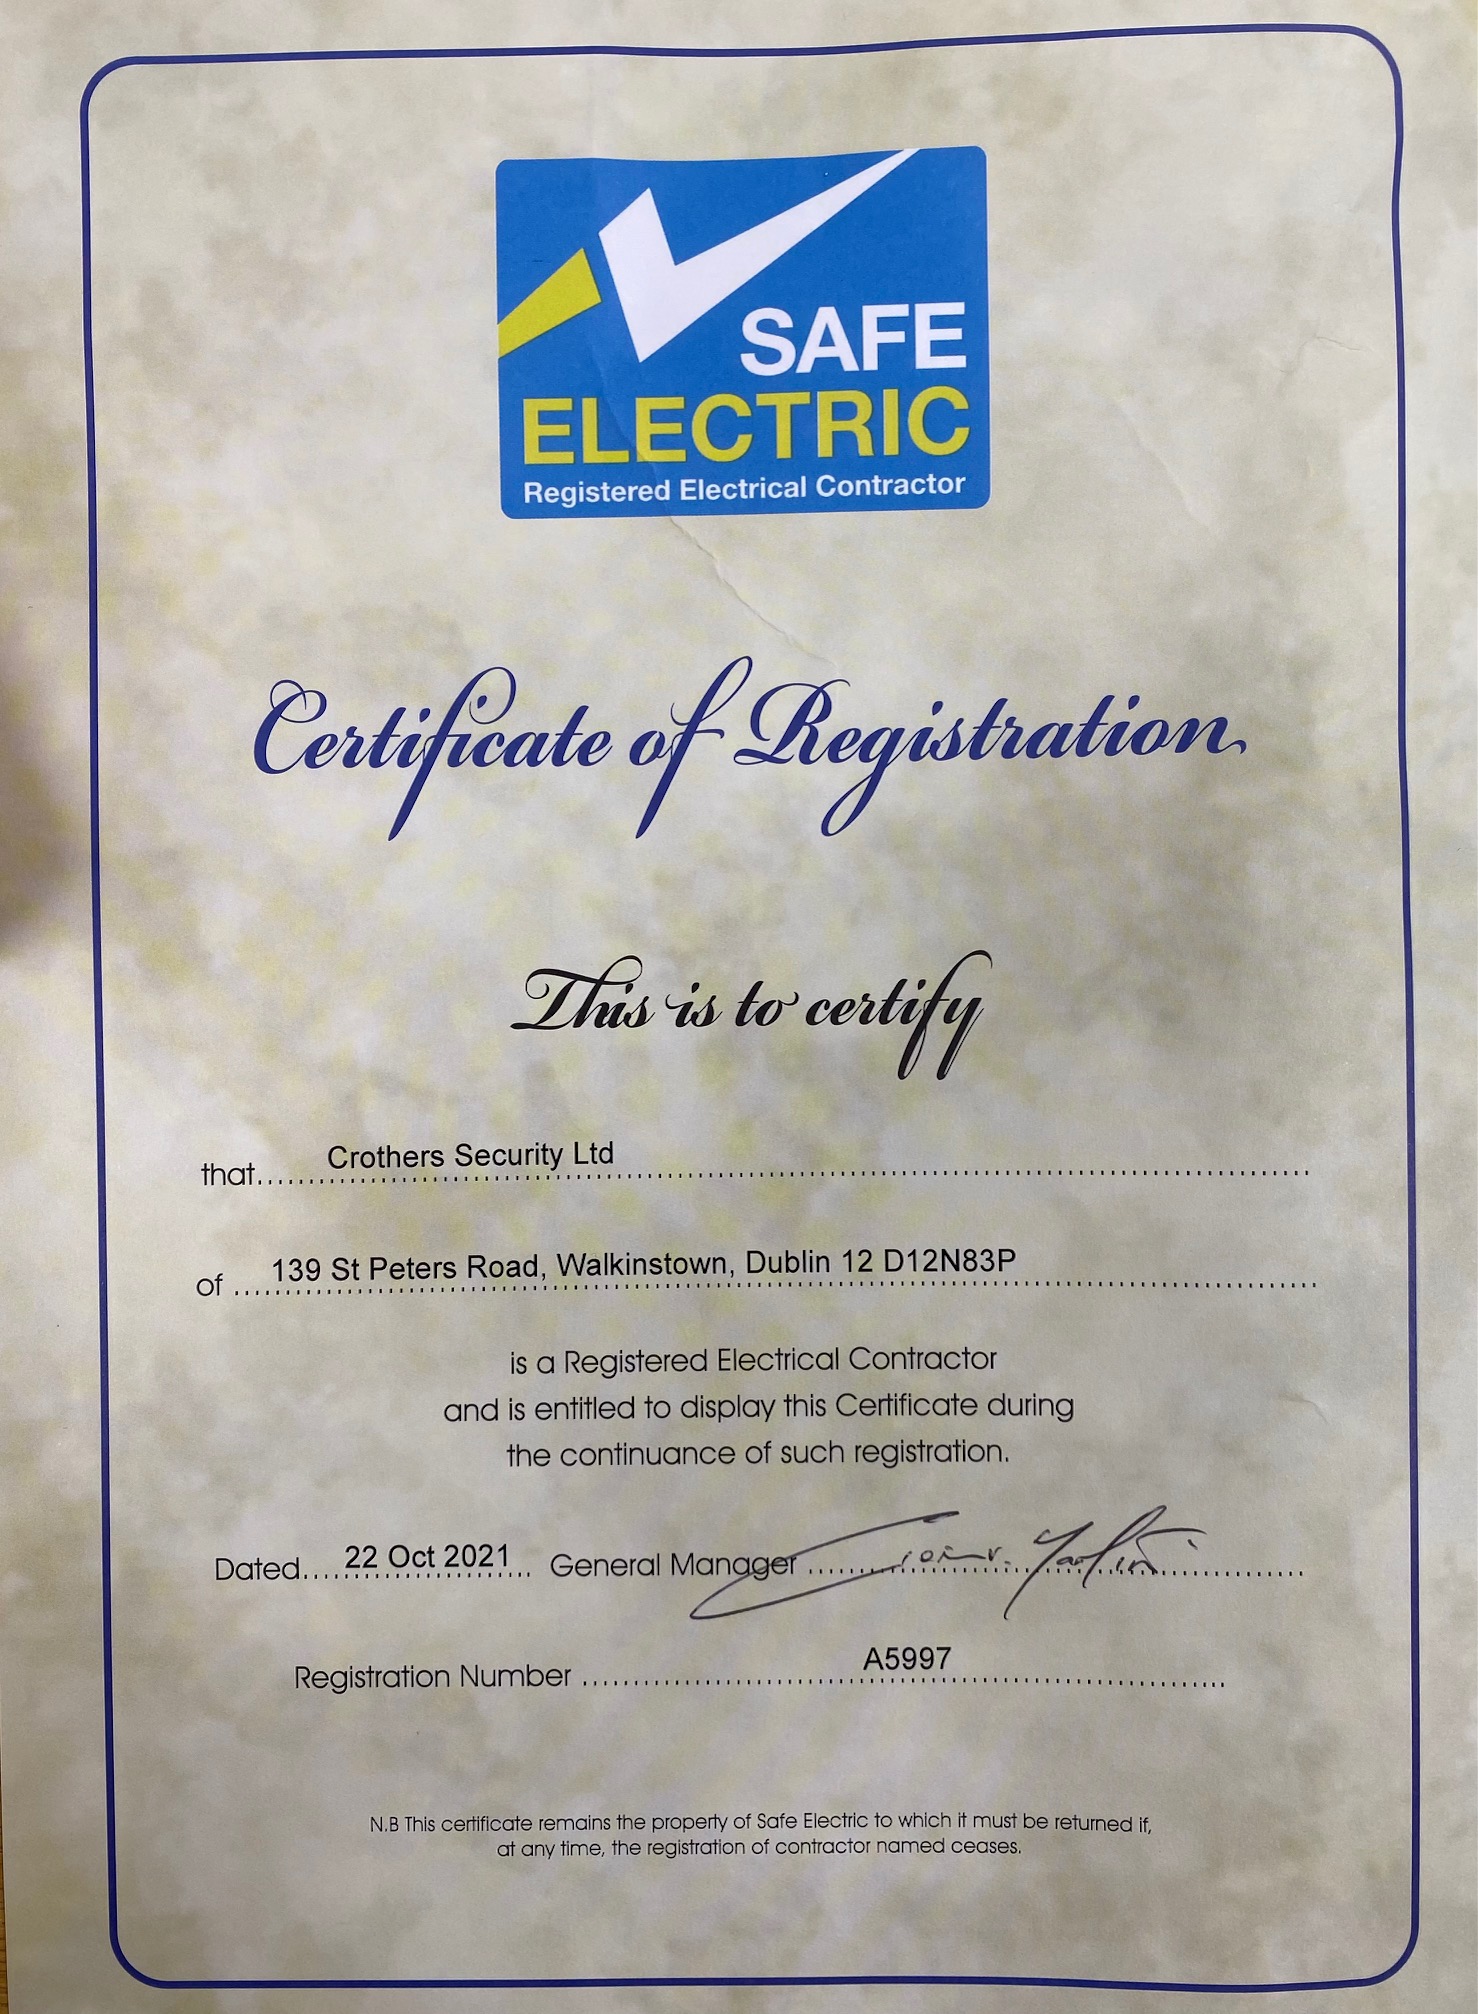 SAFE
ELECTRIC
Registered Electrical Contractor
Certificate of Registration
This is to certify
that.... Crothers Security Ltd
of .... 139 St Peters Road, Walkinstown, Dublin 12 D12N83P
is a Registered Electrical Contractor
and is entitled to display this Certificate during
the continuance of such registration.
Dated.... 22 Oct 2021 .... General Manager ....
Registration Number .... A5997
N.B This certificate remains the property of Safe Electric to which it must be returned if,
at any time, the registration of contractor named ceases.